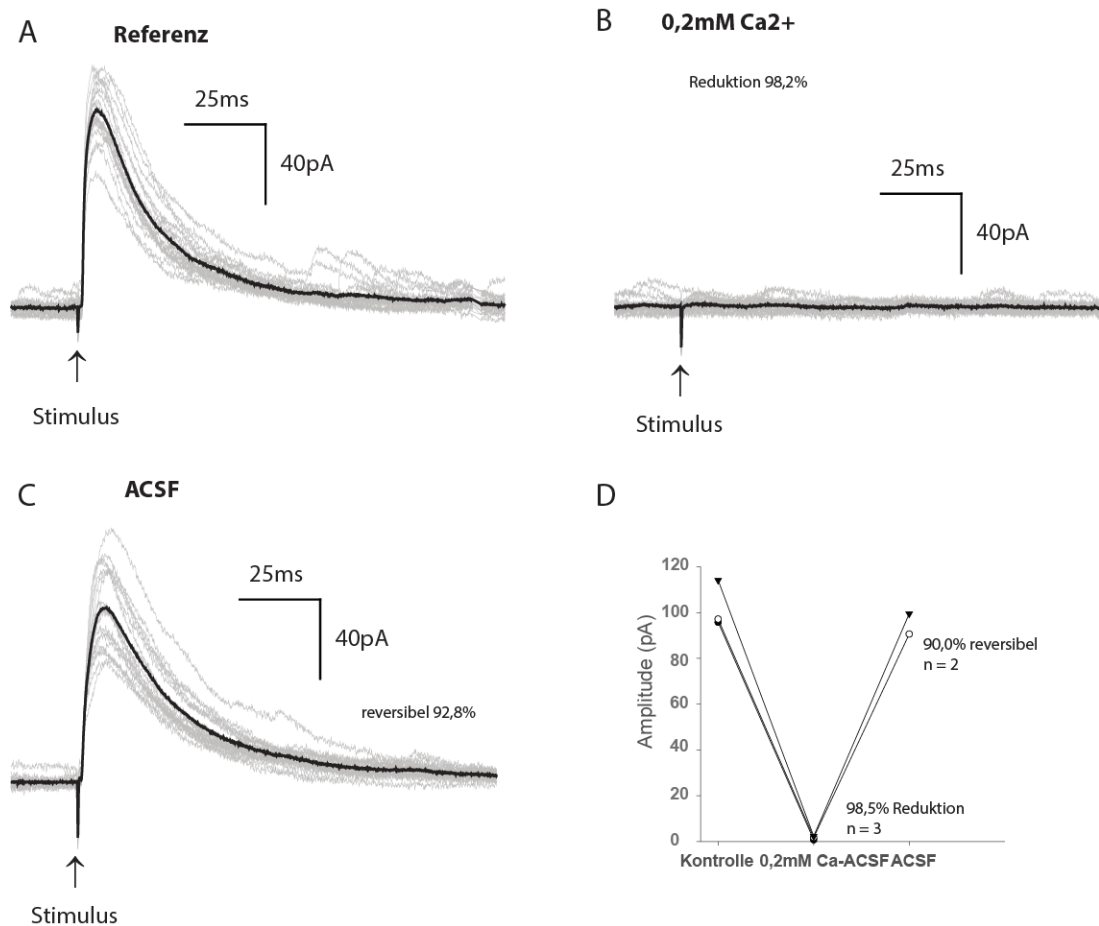 A
Referenz
25ms
40pA
Stimulus
B
0,2mM Ca2+
Reduktion 98,2%
25ms
40pA
Stimulus
C
ACSF
25ms
40pA
reversibel 92,8%
Stimulus
D
Amplitude (pA)
120
100
80
60
40
20
0
90,0% reversibel
n = 2
98,5% Reduktion
n = 3
Kontrolle 0,2mM Ca-ACSF ACSF